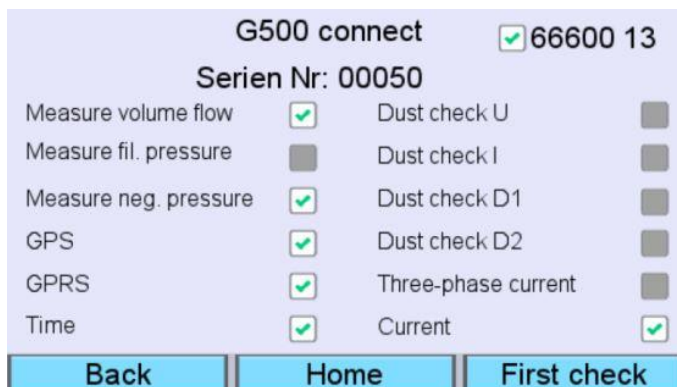 G500 connect 66600 13
Serien Nr: 00050
Measure volume flow Dust check U
Measure fil. pressure Dust check I
Measure neg. pressure Dust check D1
GPS Dust check D2
GPRS Three-phase current
Time Current
Back Home First check